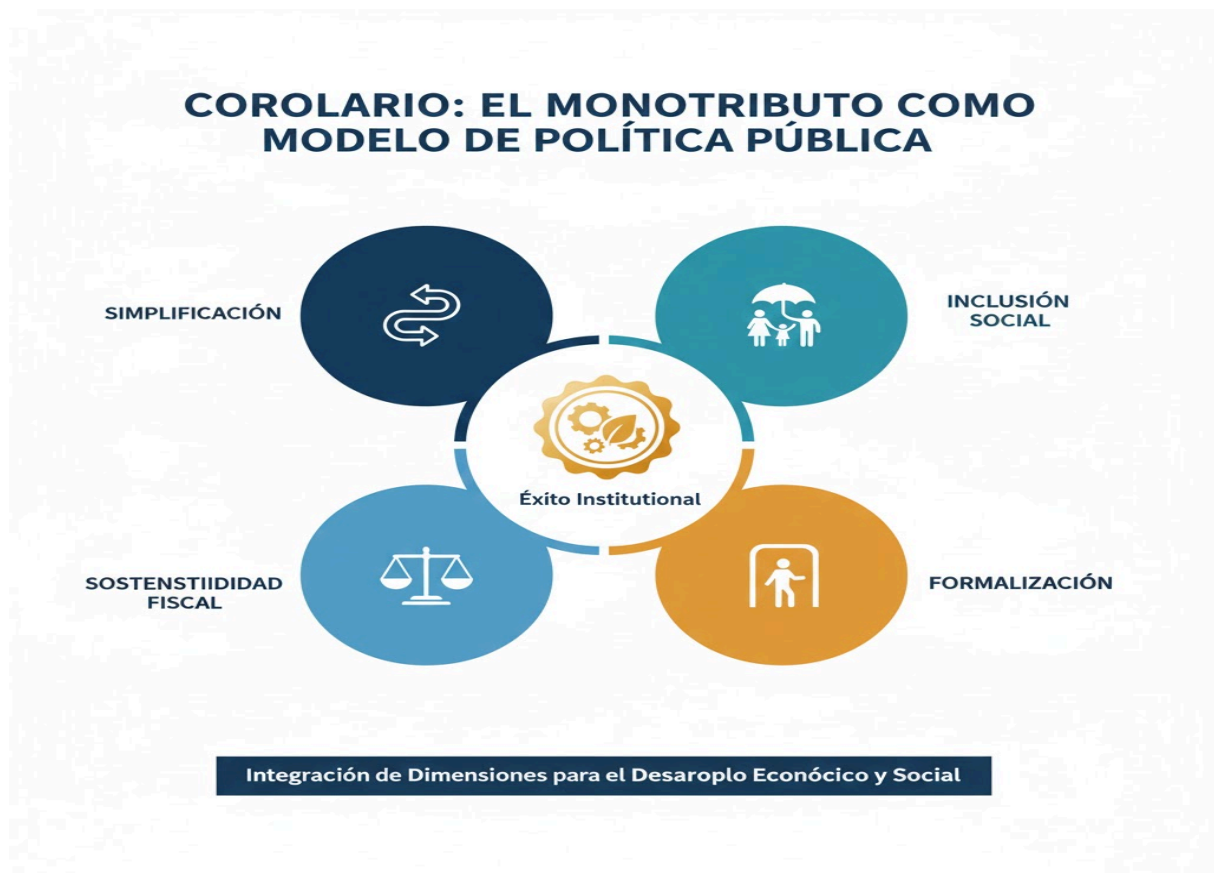 COROLARIO: EL MONOTRIBUTO COMO
MODELO DE POLÍTICA PÚBLICA
SIMPLIFICACIÓN
INCLUSIÓN
SOCIAL
Éxito Institutional
SOSTENSTIIDIDAD
FISCAL
FORMALIZACIÓN
Integración de Dimensiones para el Desaroplo Econócico y Social